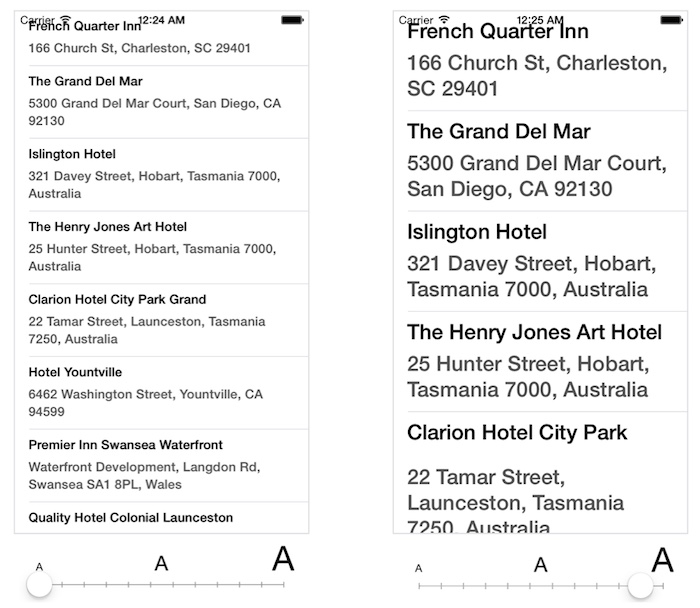 Carrier 12:24 AM
French Quarter Inn
166 Church St, Charleston, SC 29401
The Grand Del Mar
5300 Grand Del Mar Court, San Diego, CA
92130
Islington Hotel
321 Davey Street, Hobart, Tasmania 7000,
Australia
The Henry Jones Art Hotel
25 Hunter Street, Hobart, Tasmania 7000,
Australia
Clarion Hotel City Park Grand
22 Tamar Street, Launceston, Tasmania
7250, Australia
Hotel Yountville
6462 Washington Street, Yountville, CA
94599
Premier Inn Swansea Waterfront
Waterfront Development, Langdon Rd,
Swansea SA1 8PL, Wales
Quality Hotel Colonial Launceston
A A A
Carrier 12:25 AM
French Quarter Inn
166 Church St, Charleston,
SC 29401
The Grand Del Mar
5300 Grand Del Mar Court,
San Diego, CA 92130
Islington Hotel
321 Davey Street, Hobart,
Tasmania 7000, Australia
The Henry Jones Art Hotel
25 Hunter Street, Hobart,
Tasmania 7000, Australia
Clarion Hotel City Park
22 Tamar Street,
Launceston, Tasmania
7250, Australia
A A A